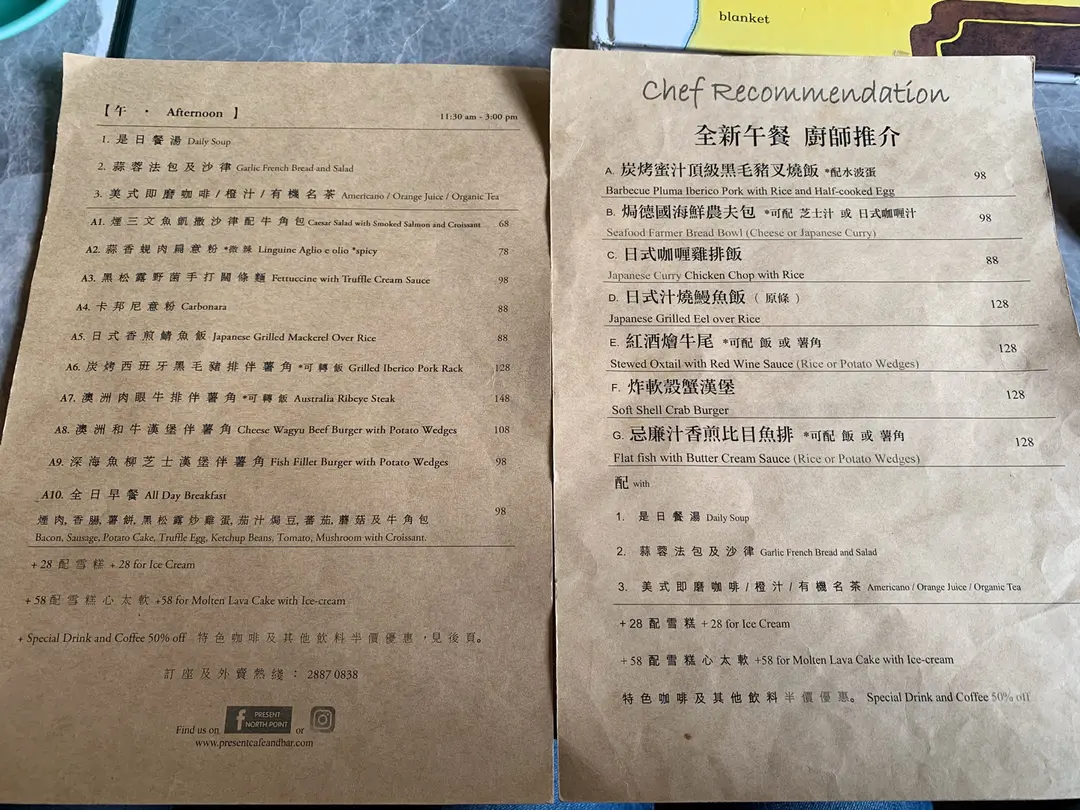 blanket
【 午 · Afternoon 】
11:30 am - 3:00 pm
1. 是日餐湯 Daily Soup
2. 蒜蓉法包及沙律 Garlic French Bread and Salad
3. 美式即磨咖啡/橙汁/有機名茶 Americano / Orange Juice / Organic Tea
A1. 煙三文魚凱撒沙律配牛角包 Caesar Salad with Smoked Salmon and Croissant 68
A2. 蒜香蜆肉扁意粉 *微辣 Linguine Aglio e olio *spicy 78
A3. 黑松露野菌手打闊條麵 Fettuccine with Truffle Cream Sauce 98
A4. 卡邦尼意粉 Carbonara 88
A5. 日式香煎鯖魚飯 Japanese Grilled Mackerel Over Rice 88
A6. 炭烤西班牙黑毛豬排伴薯角 *可轉飯 Grilled Iberico Pork Rack 128
A7. 澳洲肉眼牛排伴薯角 *可轉飯 Australia Ribeye Steak 148
A8. 澳洲和牛漢堡伴薯角 Cheese Wagyu Beef Burger with Potato Wedges 108
A9. 深海魚柳芝士漢堡伴薯角 Fish Fillet Burger with Potato Wedges 98
A10. 全日早餐 All Day Breakfast 98
煙肉, 香腸, 薯餅, 黑松露炒雞蛋, 茄汁焗豆, 蕃茄, 蘑菇及牛角包
Bacon, Sausage, Potato Cake, Truffle Egg, Ketchup Beans, Tomato, Mushroom with Croissant.
+ 28 配雪糕 + 28 for Ice Cream
+ 58 配雪糕心太軟 +58 for Molten Lava Cake with Ice-cream
+ Special Drink and Coffee 50% off 特色咖啡及其他飲料半價優惠，見後頁。
訂座及外賣熱綫： 2887 0838
Find us on f PRESENT NORTH POINT or
www.presentcafeandbar.com
Chef Recommendation
全新午餐 廚師推介
A. 炭烤蜜汁頂級黑毛豬叉燒飯 *配水波蛋 98
Barbecue Pluma Iberico Pork with Rice and Half-cooked Egg
B. 焗德國海鮮農夫包 *可配 芝士汁 或 日式咖喱汁 98
Seafood Farmer Bread Bowl (Cheese or Japanese Curry)
C. 日式咖喱雞排飯 88
Japanese Curry Chicken Chop with Rice
D. 日式汁燒鰻魚飯（ 原條 ） 128
Japanese Grilled Eel over Rice
E. 紅酒燴牛尾 *可配 飯 或 薯角 128
Stewed Oxtail with Red Wine Sauce (Rice or Potato Wedges)
F. 炸軟殼蟹漢堡 128
Soft Shell Crab Burger
G. 忌廉汁香煎比目魚排 *可配 飯 或 薯角 128
Flat fish with Butter Cream Sauce (Rice or Potato Wedges)
配 with
1. 是日餐湯 Daily Soup
2. 蒜蓉法包及沙律 Garlic French Bread and Salad
3. 美式即磨咖啡/橙汁/有機名茶 Americano / Orange Juice / Organic Tea
+ 28 配雪糕 + 28 for Ice Cream
+ 58 配雪糕心太軟 +58 for Molten Lava Cake with Ice-cream
特色咖啡及其他飲料半價優惠。 Special Drink and Coffee 50% off